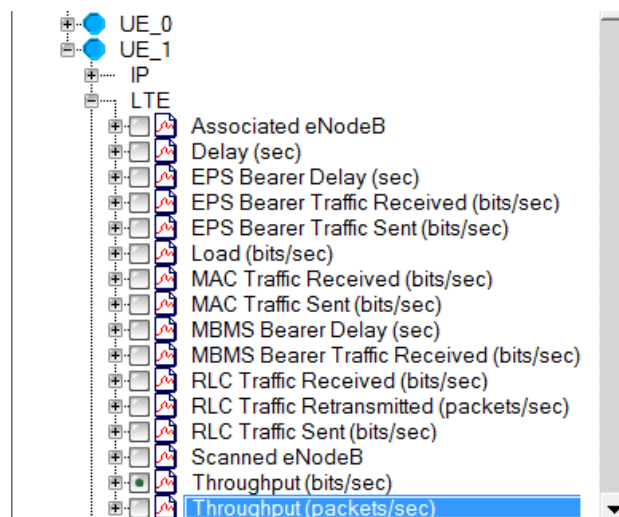 UE_0
UE_1
IP
LTE
Associated eNodeB
Delay (sec)
EPS Bearer Delay (sec)
EPS Bearer Traffic Received (bits/sec)
EPS Bearer Traffic Sent (bits/sec)
Load (bits/sec)
MAC Traffic Received (bits/sec)
MAC Traffic Sent (bits/sec)
MBMS Bearer Delay (sec)
MBMS Bearer Traffic Received (bits/sec)
RLC Traffic Received (bits/sec)
RLC Traffic Retransmitted (packets/sec)
RLC Traffic Sent (bits/sec)
Scanned eNodeB
Throughput (bits/sec)
Throughput (packets/sec)